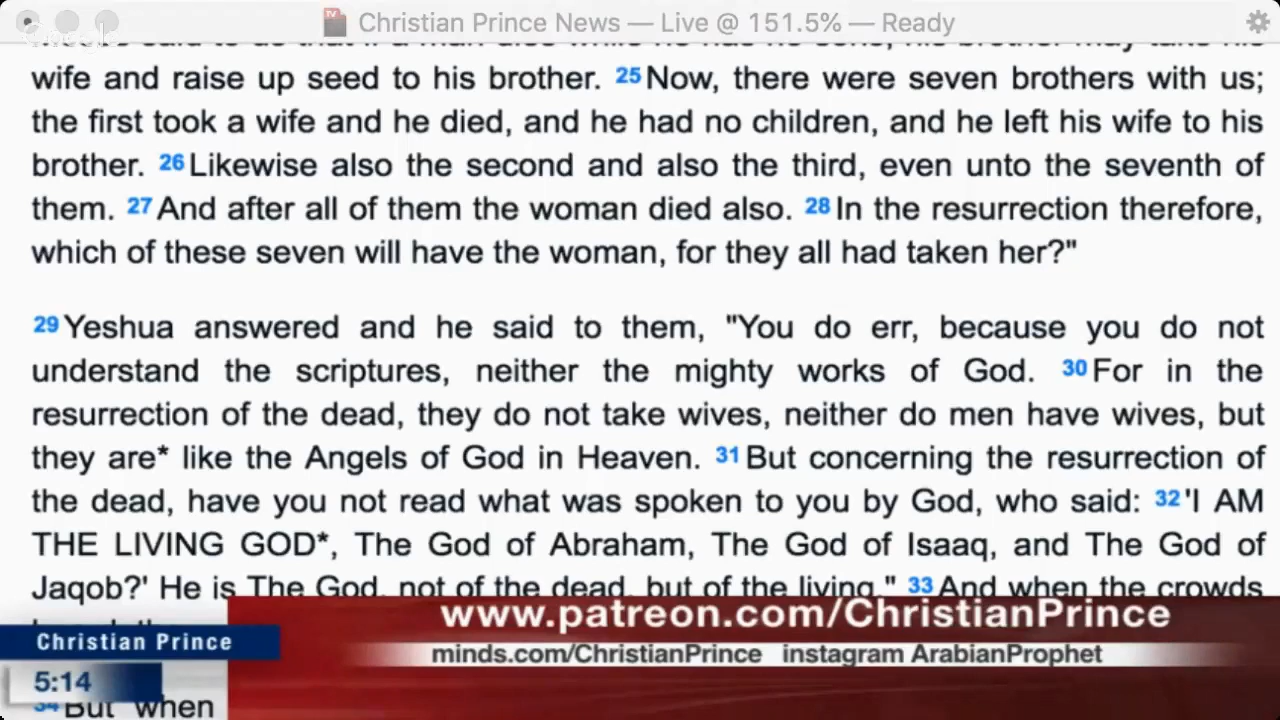 Christian Prince News — Live @ 151.5% — Ready
Google
wife and raise up seed to his brother. 25 Now, there were seven brothers with us;
the first took a wife and he died, and he had no children, and he left his wife to his
brother. 26 Likewise also the second and also the third, even unto the seventh of
them. 27 And after all of them the woman died also. 28 In the resurrection therefore,
which of these seven will have the woman, for they all had taken her?"
29 Yeshua answered and he said to them, "You do err, because you do not
understand the scriptures, neither the mighty works of God. 30 For in the
resurrection of the dead, they do not take wives, neither do men have wives, but
they are* like the Angels of God in Heaven. 31 But concerning the resurrection of
the dead, have you not read what was spoken to you by God, who said: 32 'I AM
THE LIVING GOD*, The God of Abraham, The God of Isaaq, and The God of
Jaqob?' He is The God, not of the dead, but of the living." 33 And when the crowds
www.patreon.com/ChristianPrince
Christian Prince
minds.com/ChristianPrince instagram ArabianProphet
5:14
34 But when